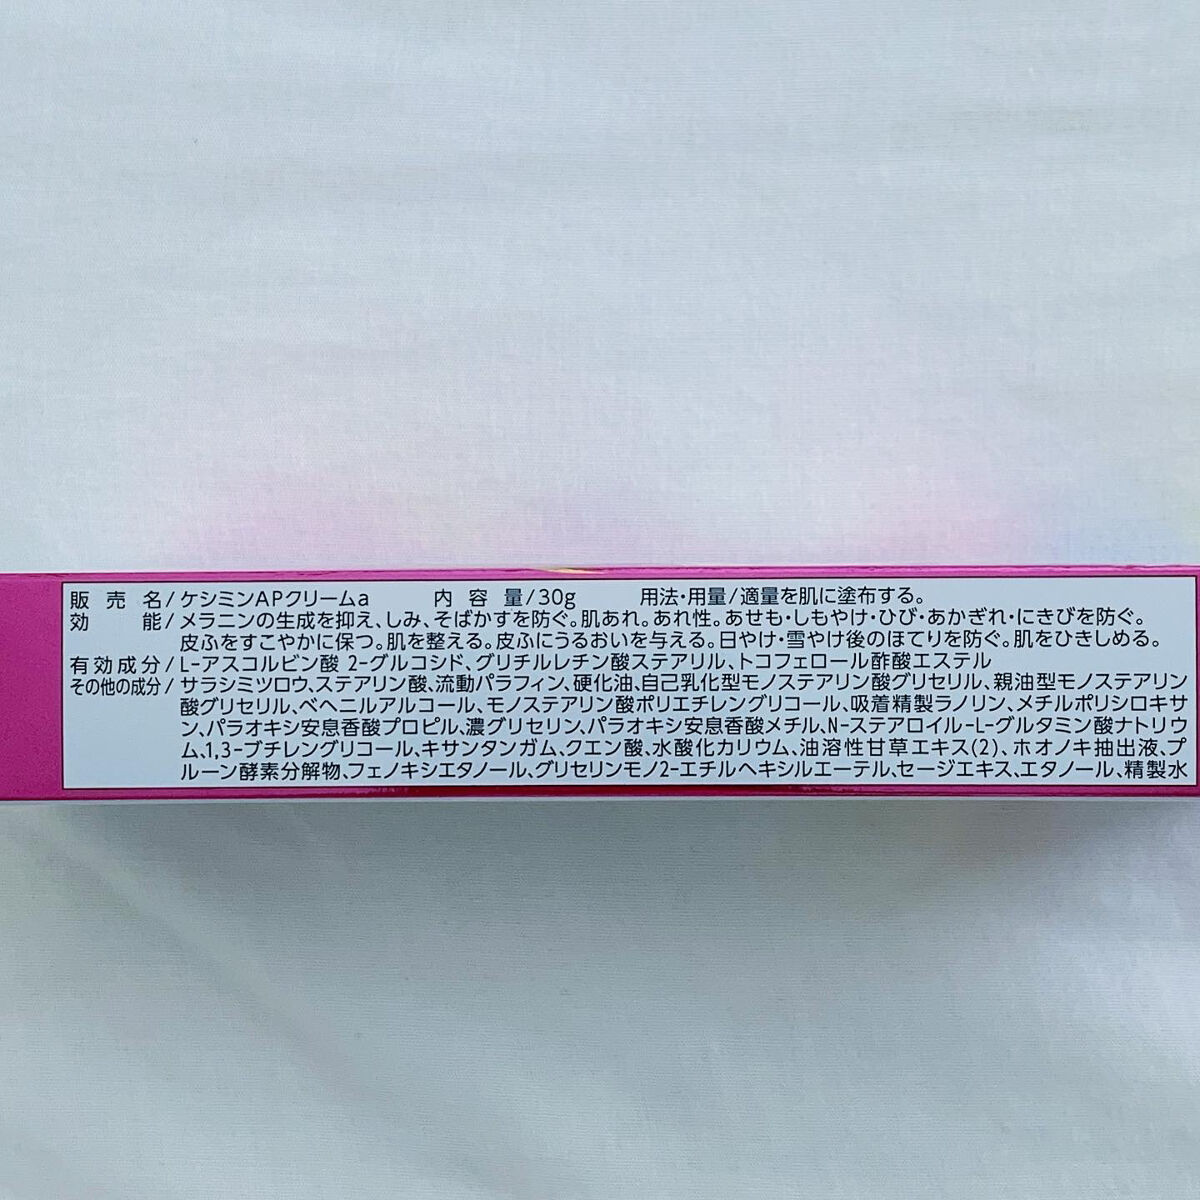 販売名/ケシミンAPクリームa 内容量/30g 用法・用量/適量を肌に塗布する。
効能/メラニンの生成を抑え、しみ、そばかすを防ぐ。肌あれ。あれ性。あせも・しもやけ・ひび・あかぎれ・にきびを防ぐ。
皮ふをすこやかに保つ。肌を整える。皮ふにうるおいを与える。日やけ・雪やけ後のほてりを防ぐ。肌をひきしめる。
有効成分/L-アスコルビン酸 2-グルコシド、グリチルレチン酸ステアリル、トコフェロール酢酸エステル
その他の成分/サラシミツロウ、ステアリン酸、流動パラフィン、硬化油、自己乳化型モノステアリン酸グリセリル、親油型モノステアリン
酸グリセリル、ベヘニルアルコール、モノステアリン酸ポリエチレングリコール、吸着精製ラノリン、メチルポリシロキサ
ン、パラオキシ安息香酸プロピル、濃グリセリン、パラオキシ安息香酸メチル、N-ステアロイル-L-グルタミン酸ナトリウ
ム、1,3-ブチレングリコール、キサンタンガム、クエン酸、水酸化カリウム、油溶性甘草エキス(2)、ホオノキ抽出液、プ
ルーン酵素分解物、フェノキシエタノール、グリセリンモノ2-エチルヘキシルエーテル、セージエキス、エタノール、精製水